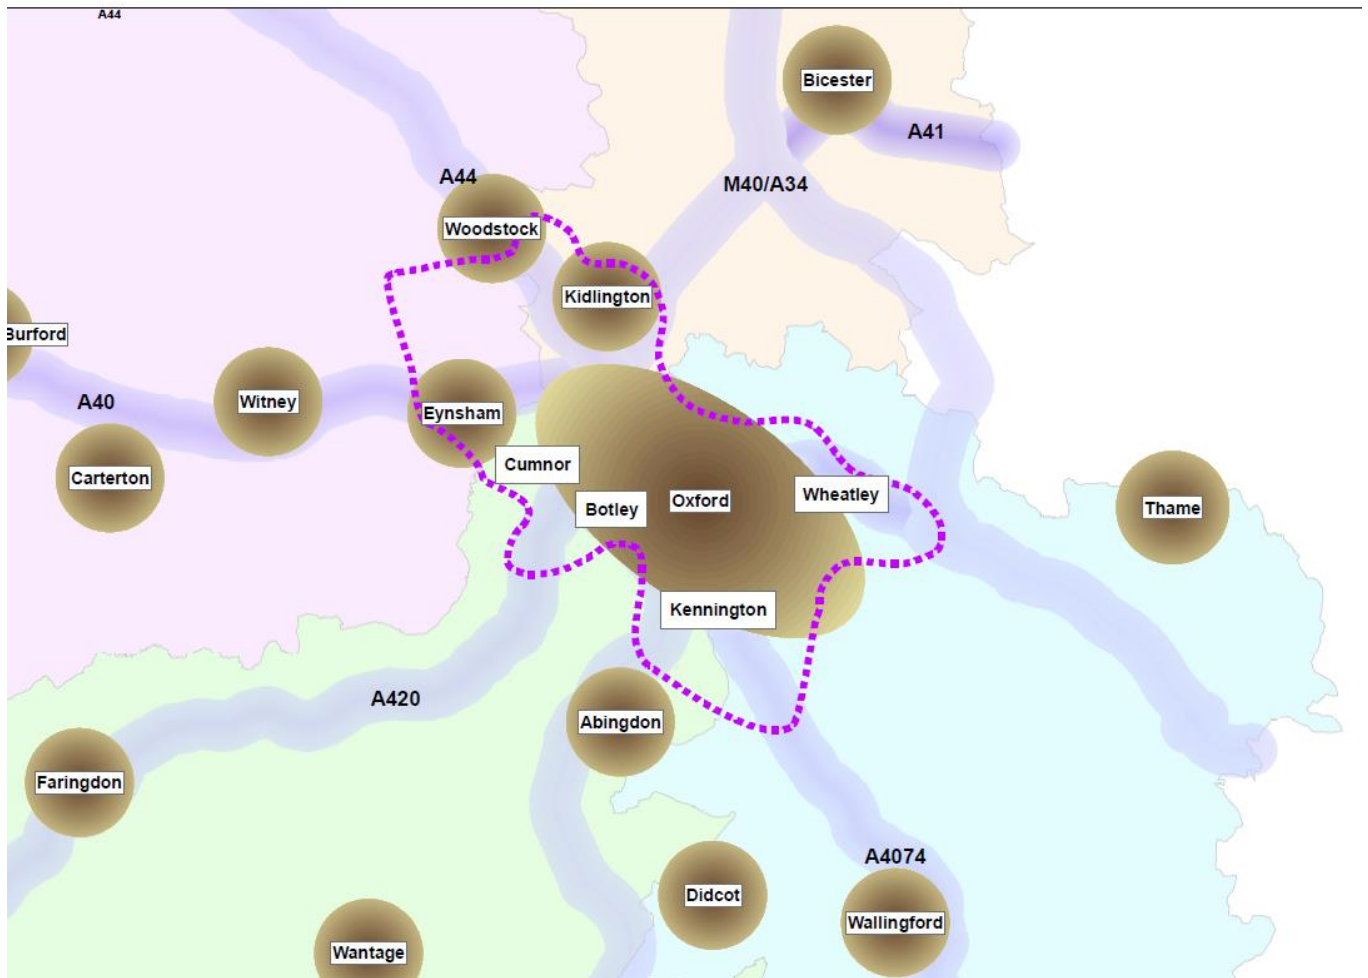 A44
Bicester
A41
A44
M40/A34
Woodstock
Kidlington
Burford
A40
Witney
Eynsham
Cumnor
Carterton
Botley
Oxford
Wheatley
Thame
Kennington
A420
Abingdon
Faringdon
A4074
Didcot
Wallingford
Wantage